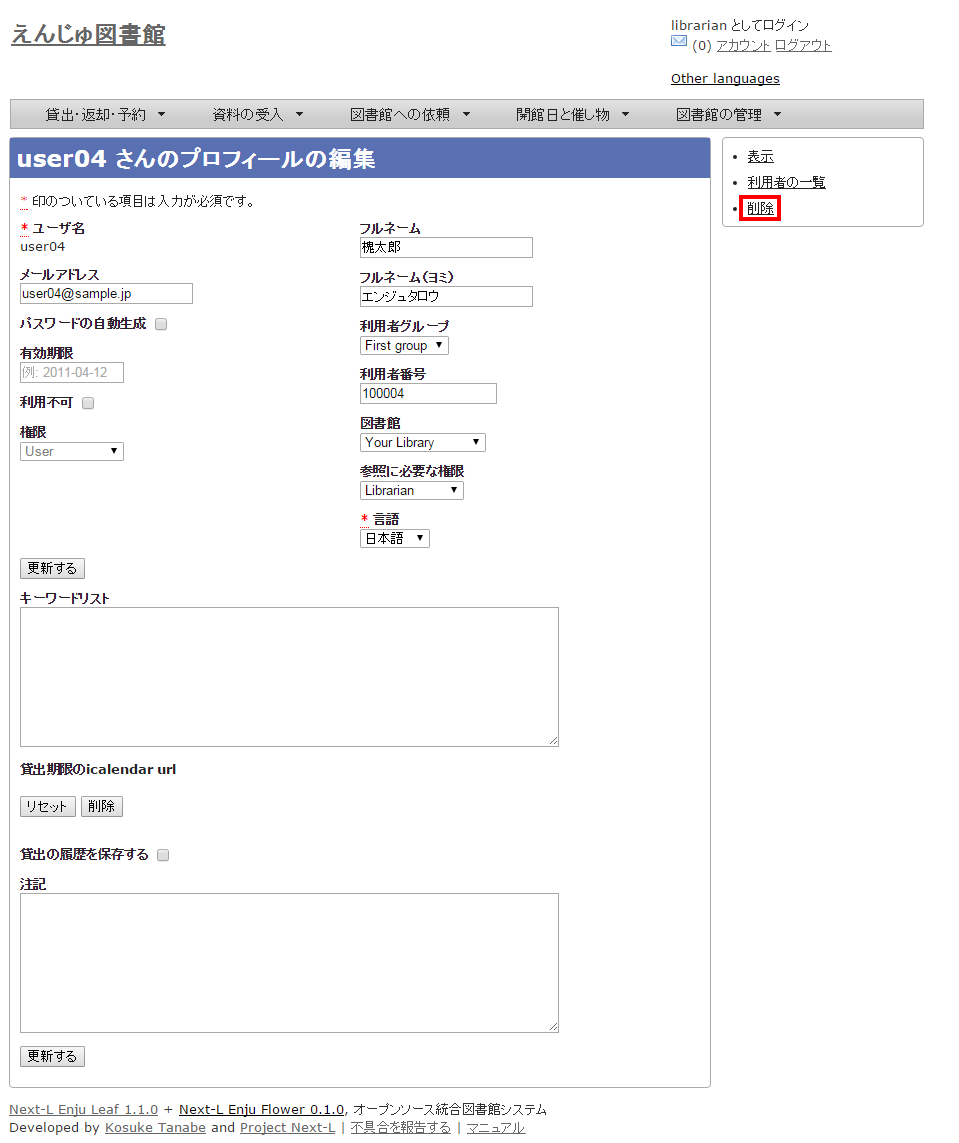 えんじゅ図書館
librarian としてログイン
(0) アカウント ログアウト
Other languages
貸出・返却・予約 ▼ 資料の受入 ▼ 図書館への依頼 ▼ 開館日と催し物 ▼ 図書館の管理 ▼
user04 さんのプロフィールの編集
* 印のついている項目は入力が必須です。
* ユーザ名
user04
メールアドレス
user04@sample.jp
パスワードの自動生成
有効期限
例: 2011-04-12
利用不可
権限
User
フルネーム
槐太郎
フルネーム(ヨミ)
エンジュタロウ
利用者グループ
First group
利用者番号
100004
図書館
Your Library
参照に必要な権限
Librarian
* 言語
日本語
更新する
キーワードリスト
貸出期限のicalendar url
リセット 削除
貸出の履歴を保存する
注記
更新する
• 表示
• 利用者の一覧
• 削除
Next-L Enju Leaf 1.1.0 + Next-L Enju Flower 0.1.0, オープンソース統合図書館システム
Developed by Kosuke Tanabe and Project Next-L | 不具合を報告する | マニュアル